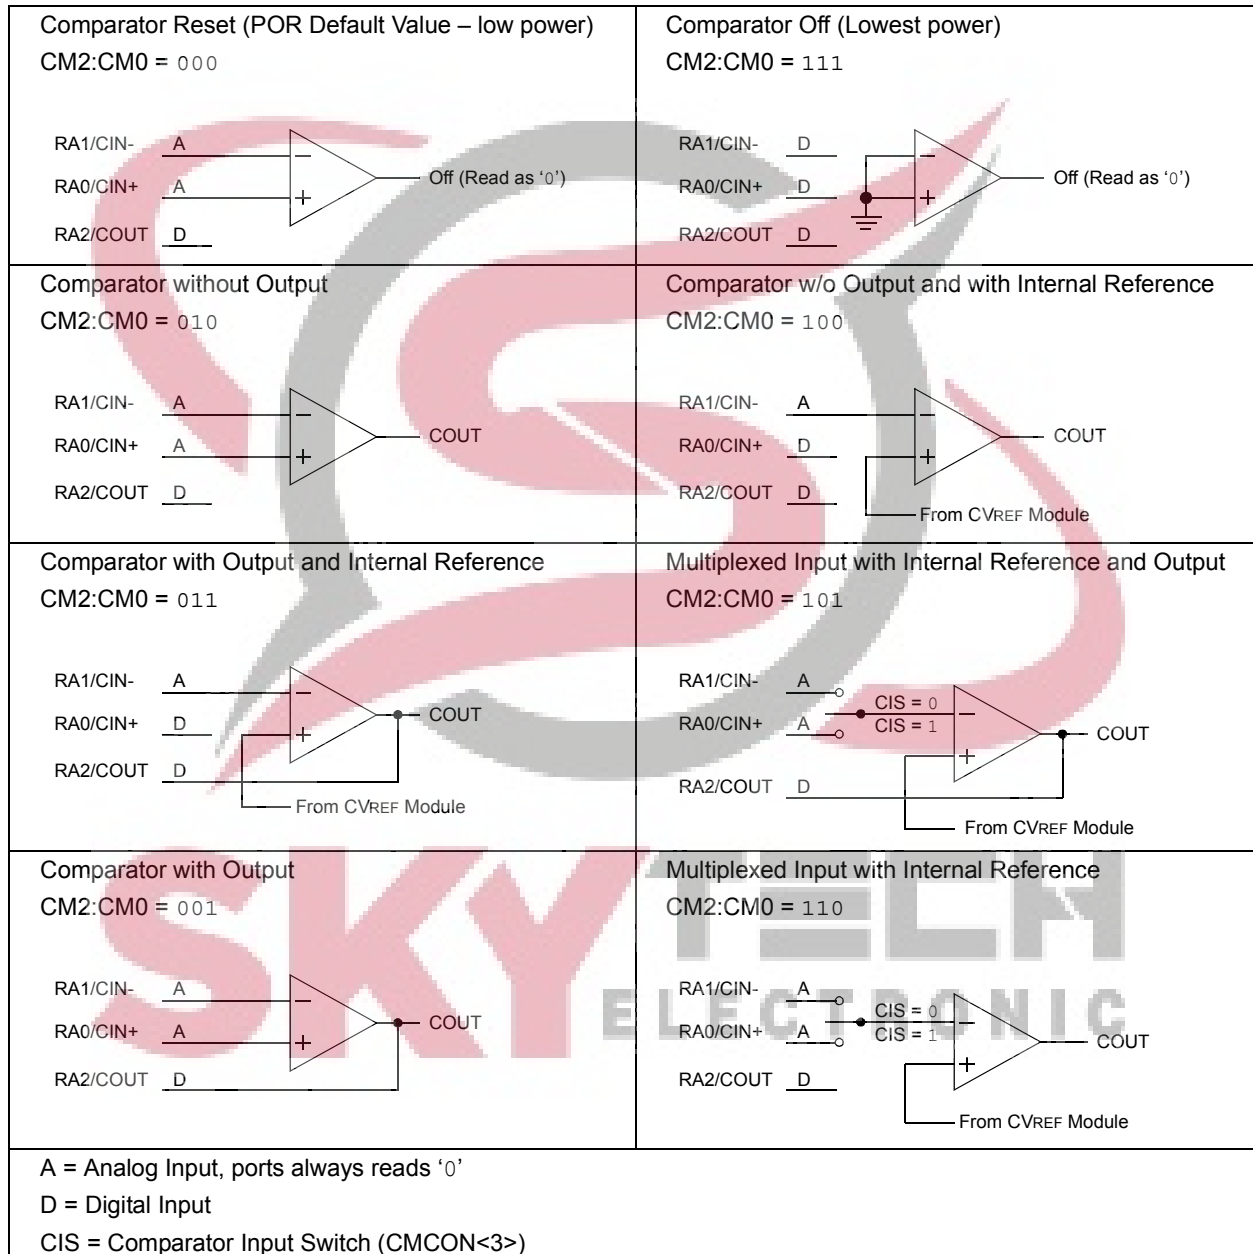 Comparator Reset (POR Default Value – low power)
CM2:CM0 = 000
RA1/CIN- A
RA0/CIN+ A
RA2/COUT D
−
+
Off (Read as ‘0’)
Comparator Off (Lowest power)
CM2:CM0 = 111
RA1/CIN- D
RA0/CIN+ D
RA2/COUT D
−
+
Off (Read as ‘0’)
Comparator without Output
CM2:CM0 = 010
RA1/CIN- A
RA0/CIN+ A
RA2/COUT D
−
+
COUT
Comparator w/o Output and with Internal Reference
CM2:CM0 = 100
RA1/CIN- A
RA0/CIN+ D
RA2/COUT D
−
+
COUT
From CVREF Module
Comparator with Output and Internal Reference
CM2:CM0 = 011
RA1/CIN- A
RA0/CIN+ D
RA2/COUT D
−
+
COUT
From CVREF Module
Multiplexed Input with Internal Reference and Output
CM2:CM0 = 101
RA1/CIN- A
RA0/CIN+ A
RA2/COUT D
CIS = 0
CIS = 1
−
+
COUT
From CVREF Module
Comparator with Output
CM2:CM0 = 001
RA1/CIN- A
RA0/CIN+ A
RA2/COUT D
−
+
COUT
Multiplexed Input with Internal Reference
CM2:CM0 = 110
RA1/CIN- A
RA0/CIN+ A
RA2/COUT D
CIS = 0
CIS = 1
−
+
COUT
From CVREF Module
A = Analog Input, ports always reads ‘0’
D = Digital Input
CIS = Comparator Input Switch (CMCON<3>)
SKYTECH
ELECTRONIC